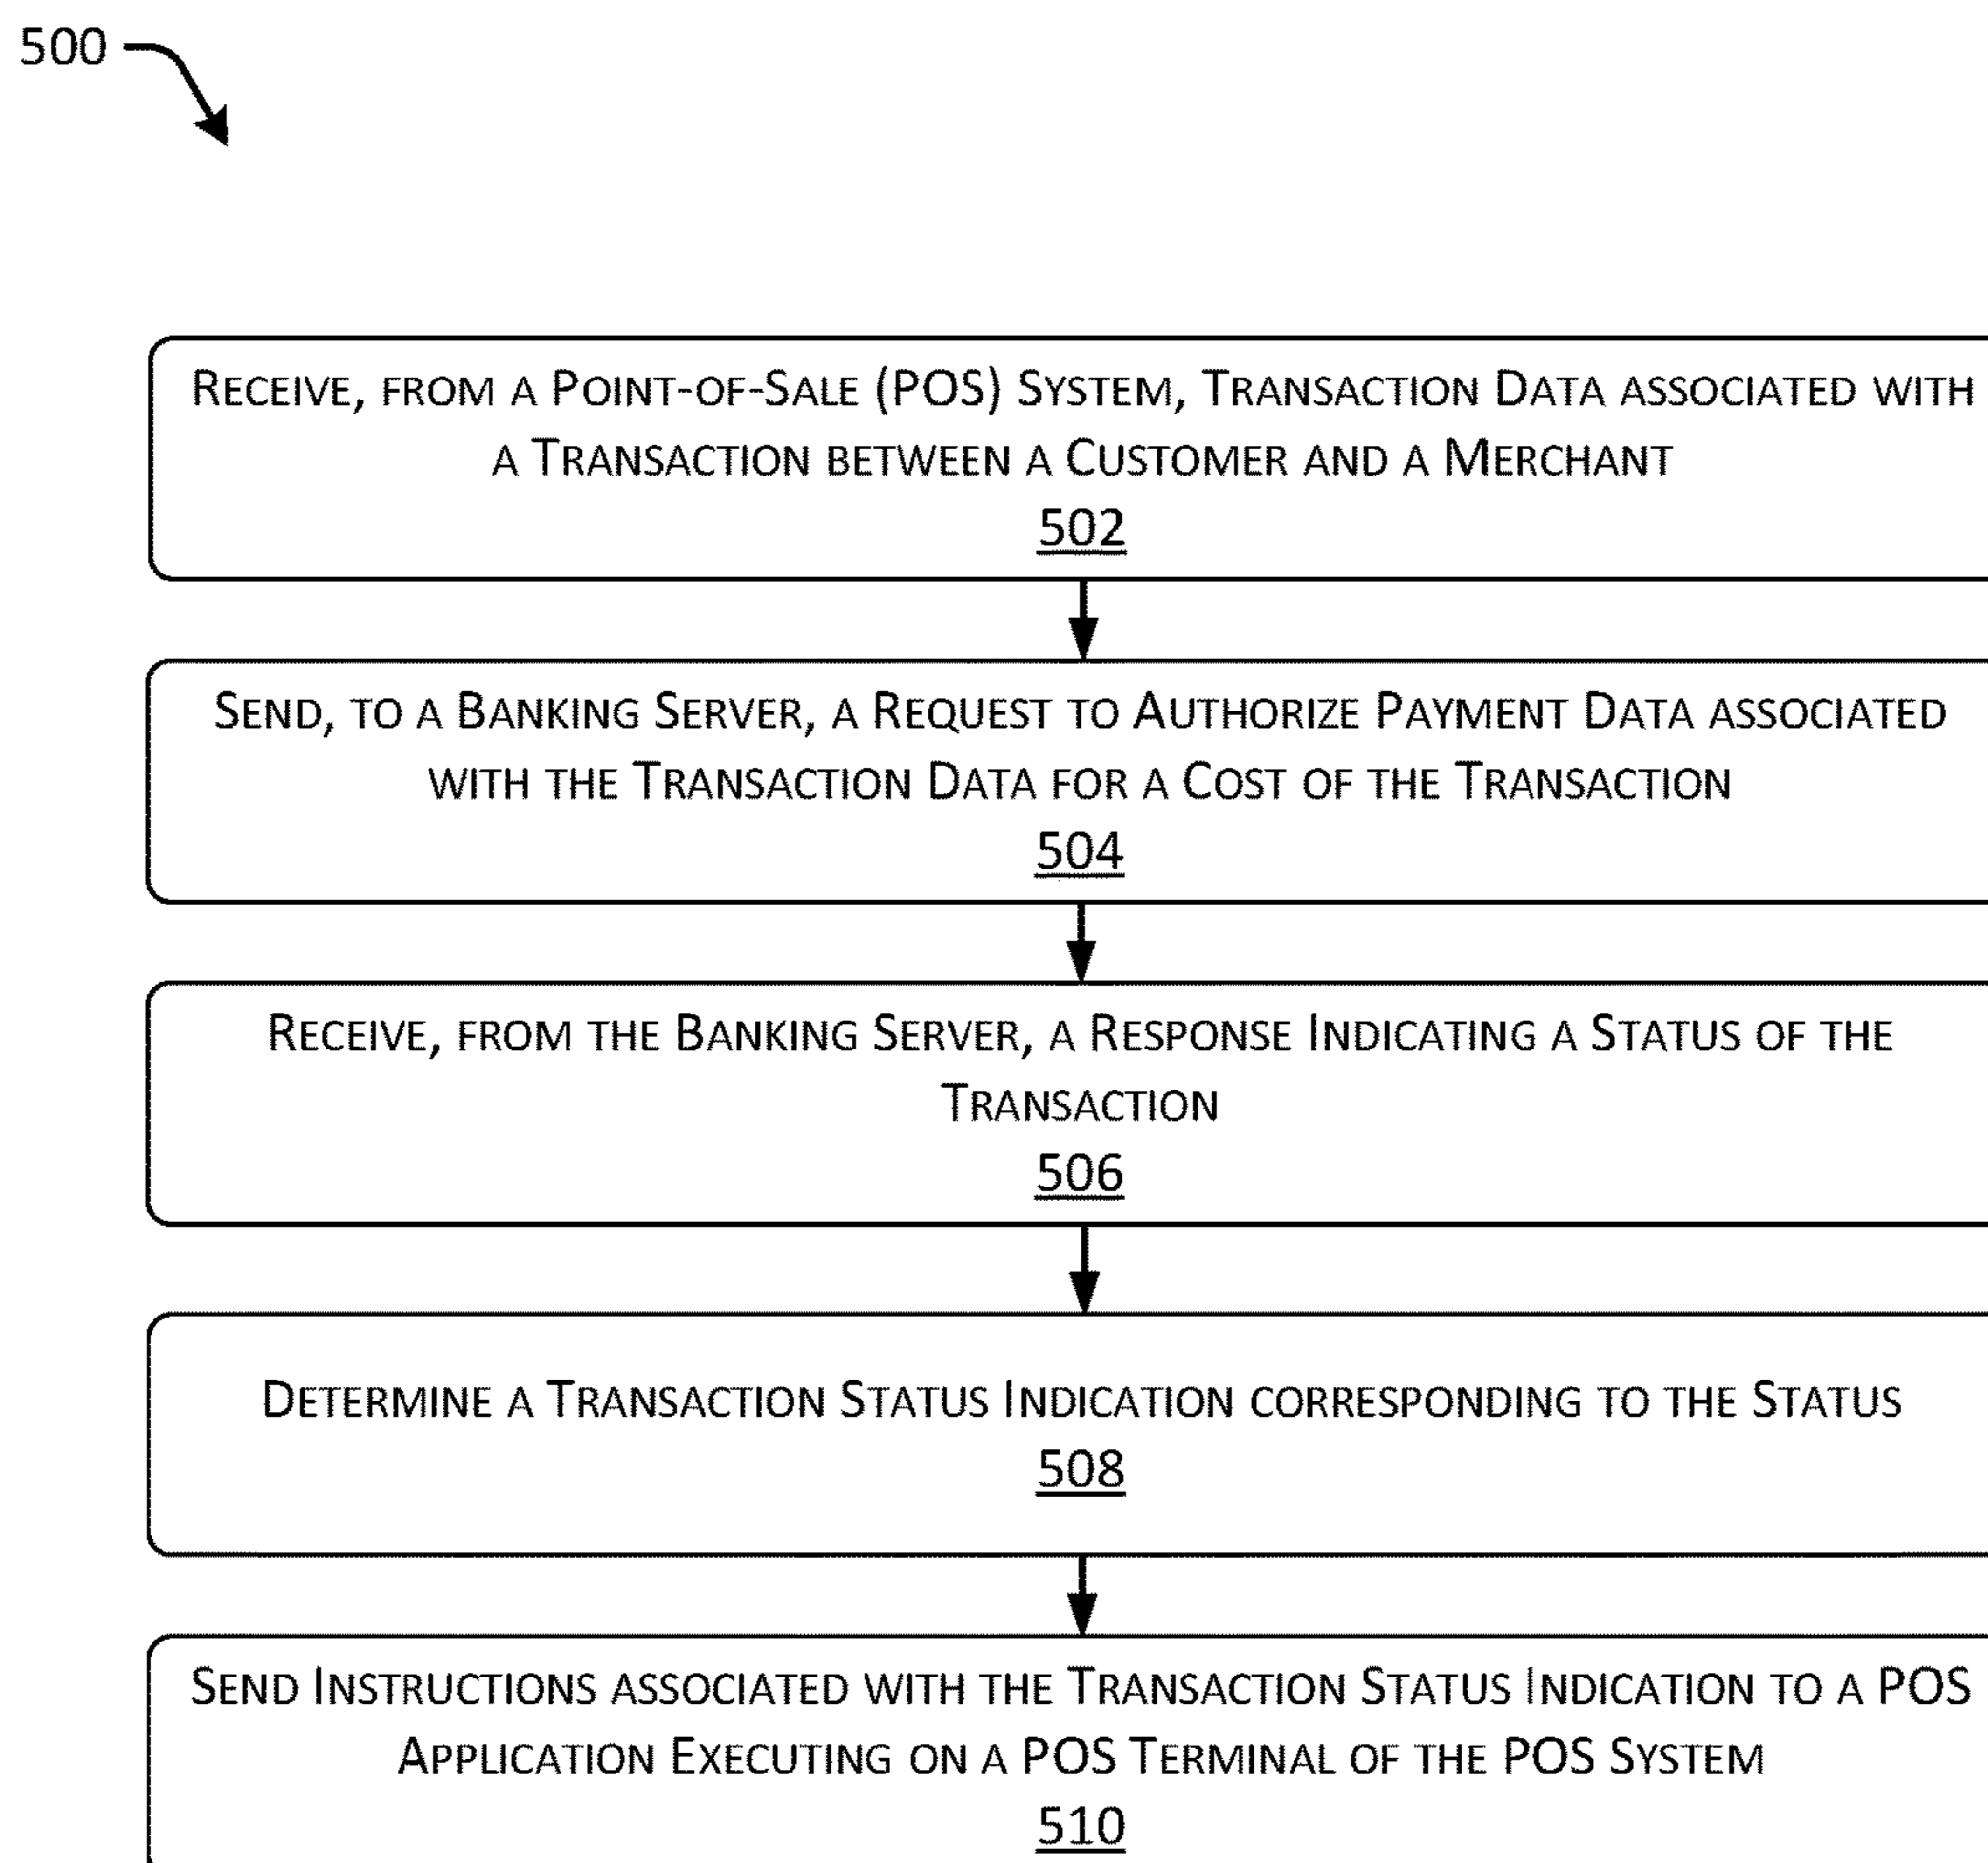 500
RECEIVE, FROM A POINT-OF-SALE (POS) SYSTEM, TRANSACTION DATA ASSOCIATED WITH
A TRANSACTION BETWEEN A CUSTOMER AND A MERCHANT
502
SEND, TO A BANKING SERVER, A REQUEST TO AUTHORIZE PAYMENT DATA ASSOCIATED
WITH THE TRANSACTION DATA FOR A COST OF THE TRANSACTION
504
RECEIVE, FROM THE BANKING SERVER, A RESPONSE INDICATING A STATUS OF THE
TRANSACTION
506
DETERMINE A TRANSACTION STATUS INDICATION CORRESPONDING TO THE STATUS
508
SEND INSTRUCTIONS ASSOCIATED WITH THE TRANSACTION STATUS INDICATION TO A POS
APPLICATION EXECUTING ON A POS TERMINAL OF THE POS SYSTEM
510